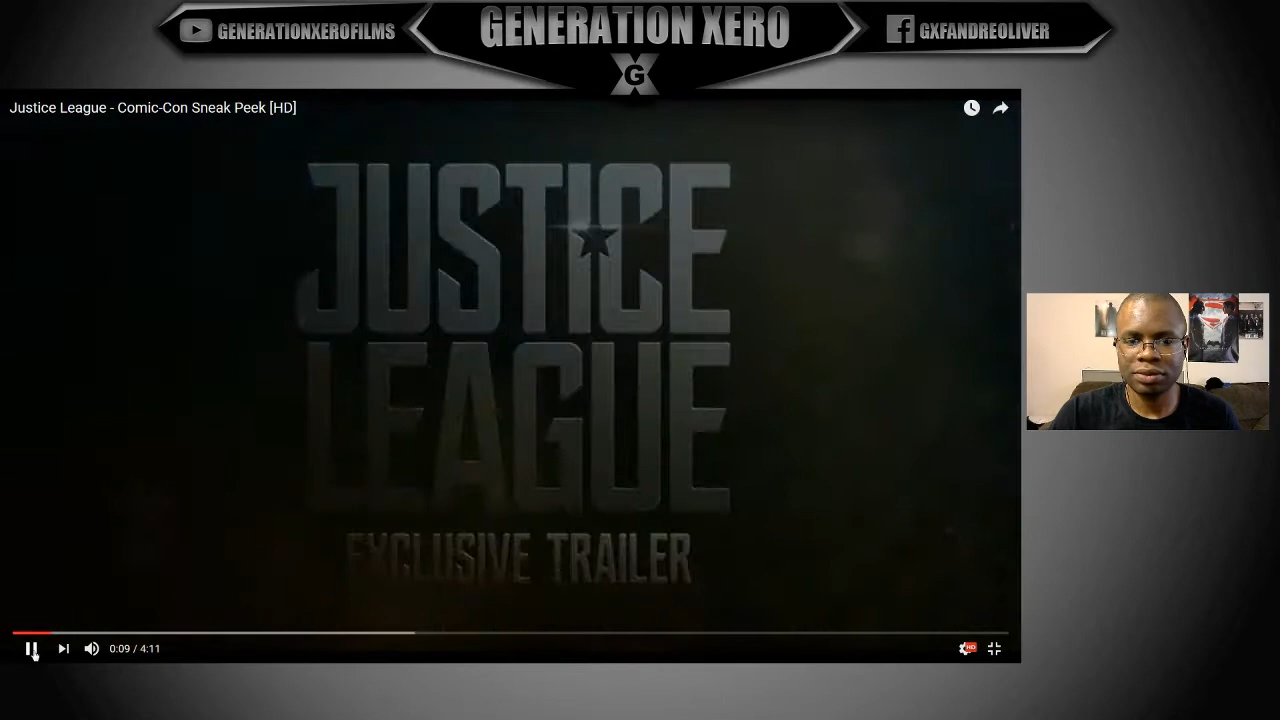 GENERATIONXEROFILMS
GENERATION XERO
GXFANDREOLIVER
G
Justice League - Comic-Con Sneak Peek [HD]
JUSTICE
LEAGUE
EXCLUSIVE TRAILER
0:09 / 4:11
HD